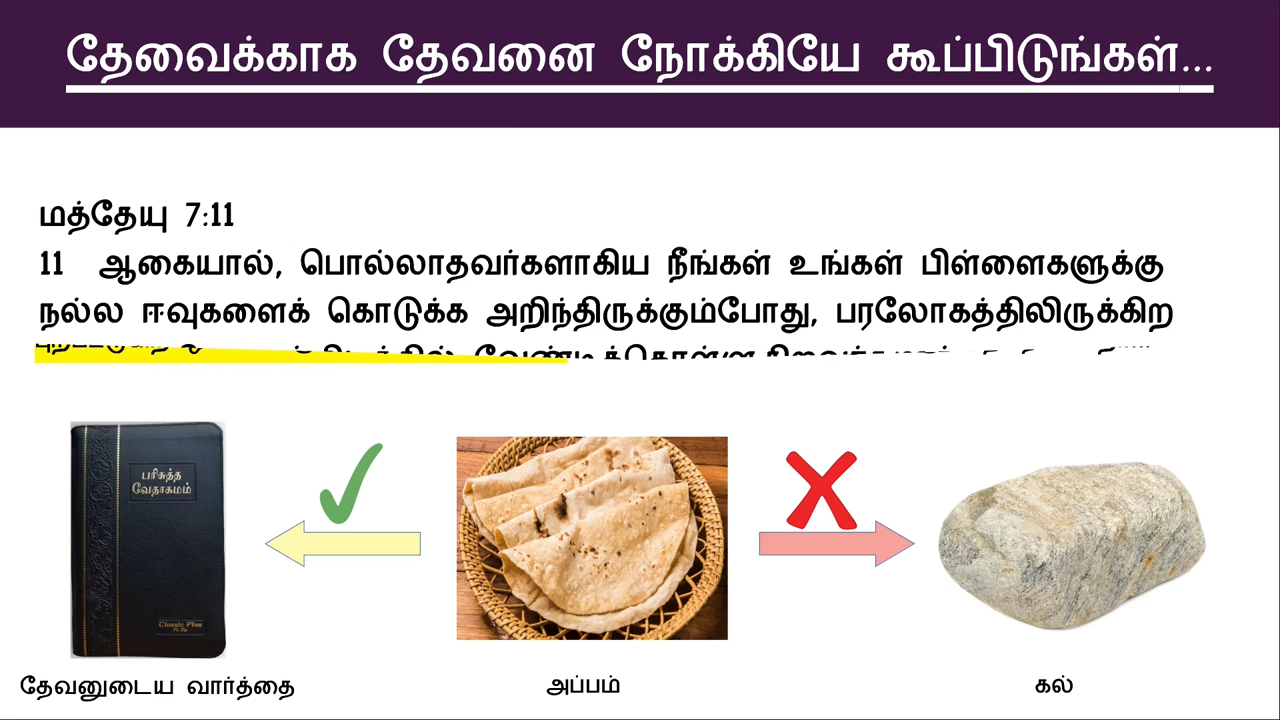 தேவைக்காக தேவனை நோக்கியே கூப்பிடுங்கள்...
மத்தேயு 7:11
11 ஆகையால், பொல்லாதவர்களாகிய நீங்கள் உங்கள் பிள்ளைகளுக்கு
நல்ல ஈவுகளைக் கொடுக்க அறிந்திருக்கும்போது, பரலோகத்திலிருக்கிற
பரிசுத்த
வேதாகமம்
Classic Plus
தேவனுடைய வார்த்தை
அப்பம்
கல்